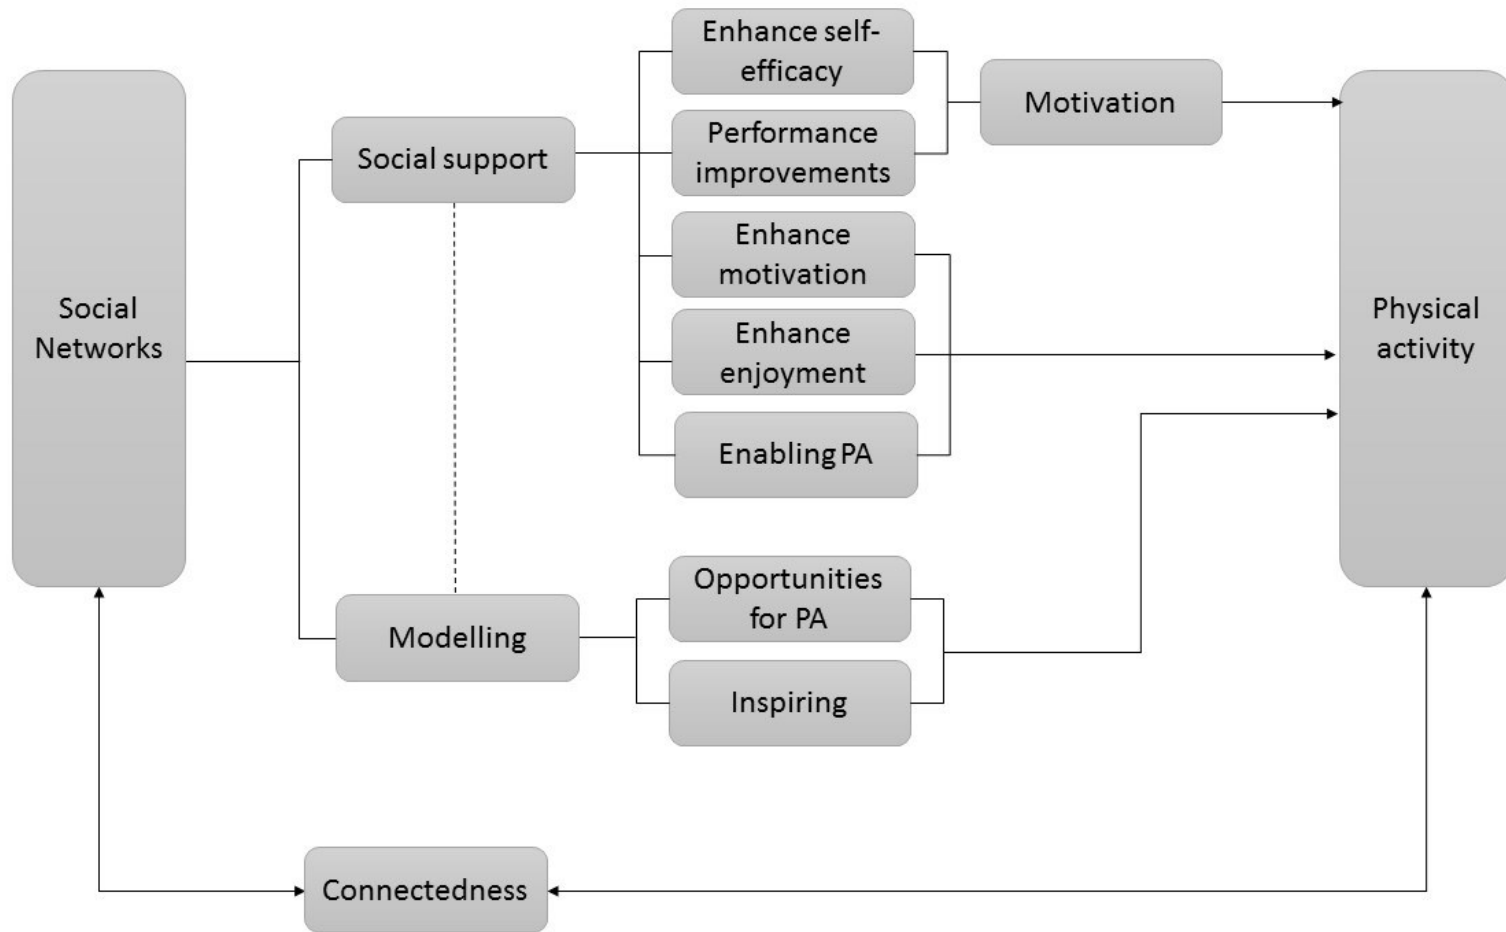 Social
Networks
Social support
Modelling
Connectedness
Enhance self-
efficacy
Performance
improvements
Enhance
motivation
Enhance
enjoyment
Enabling PA
Opportunities
for PA
Inspiring
Motivation
Physical
activity